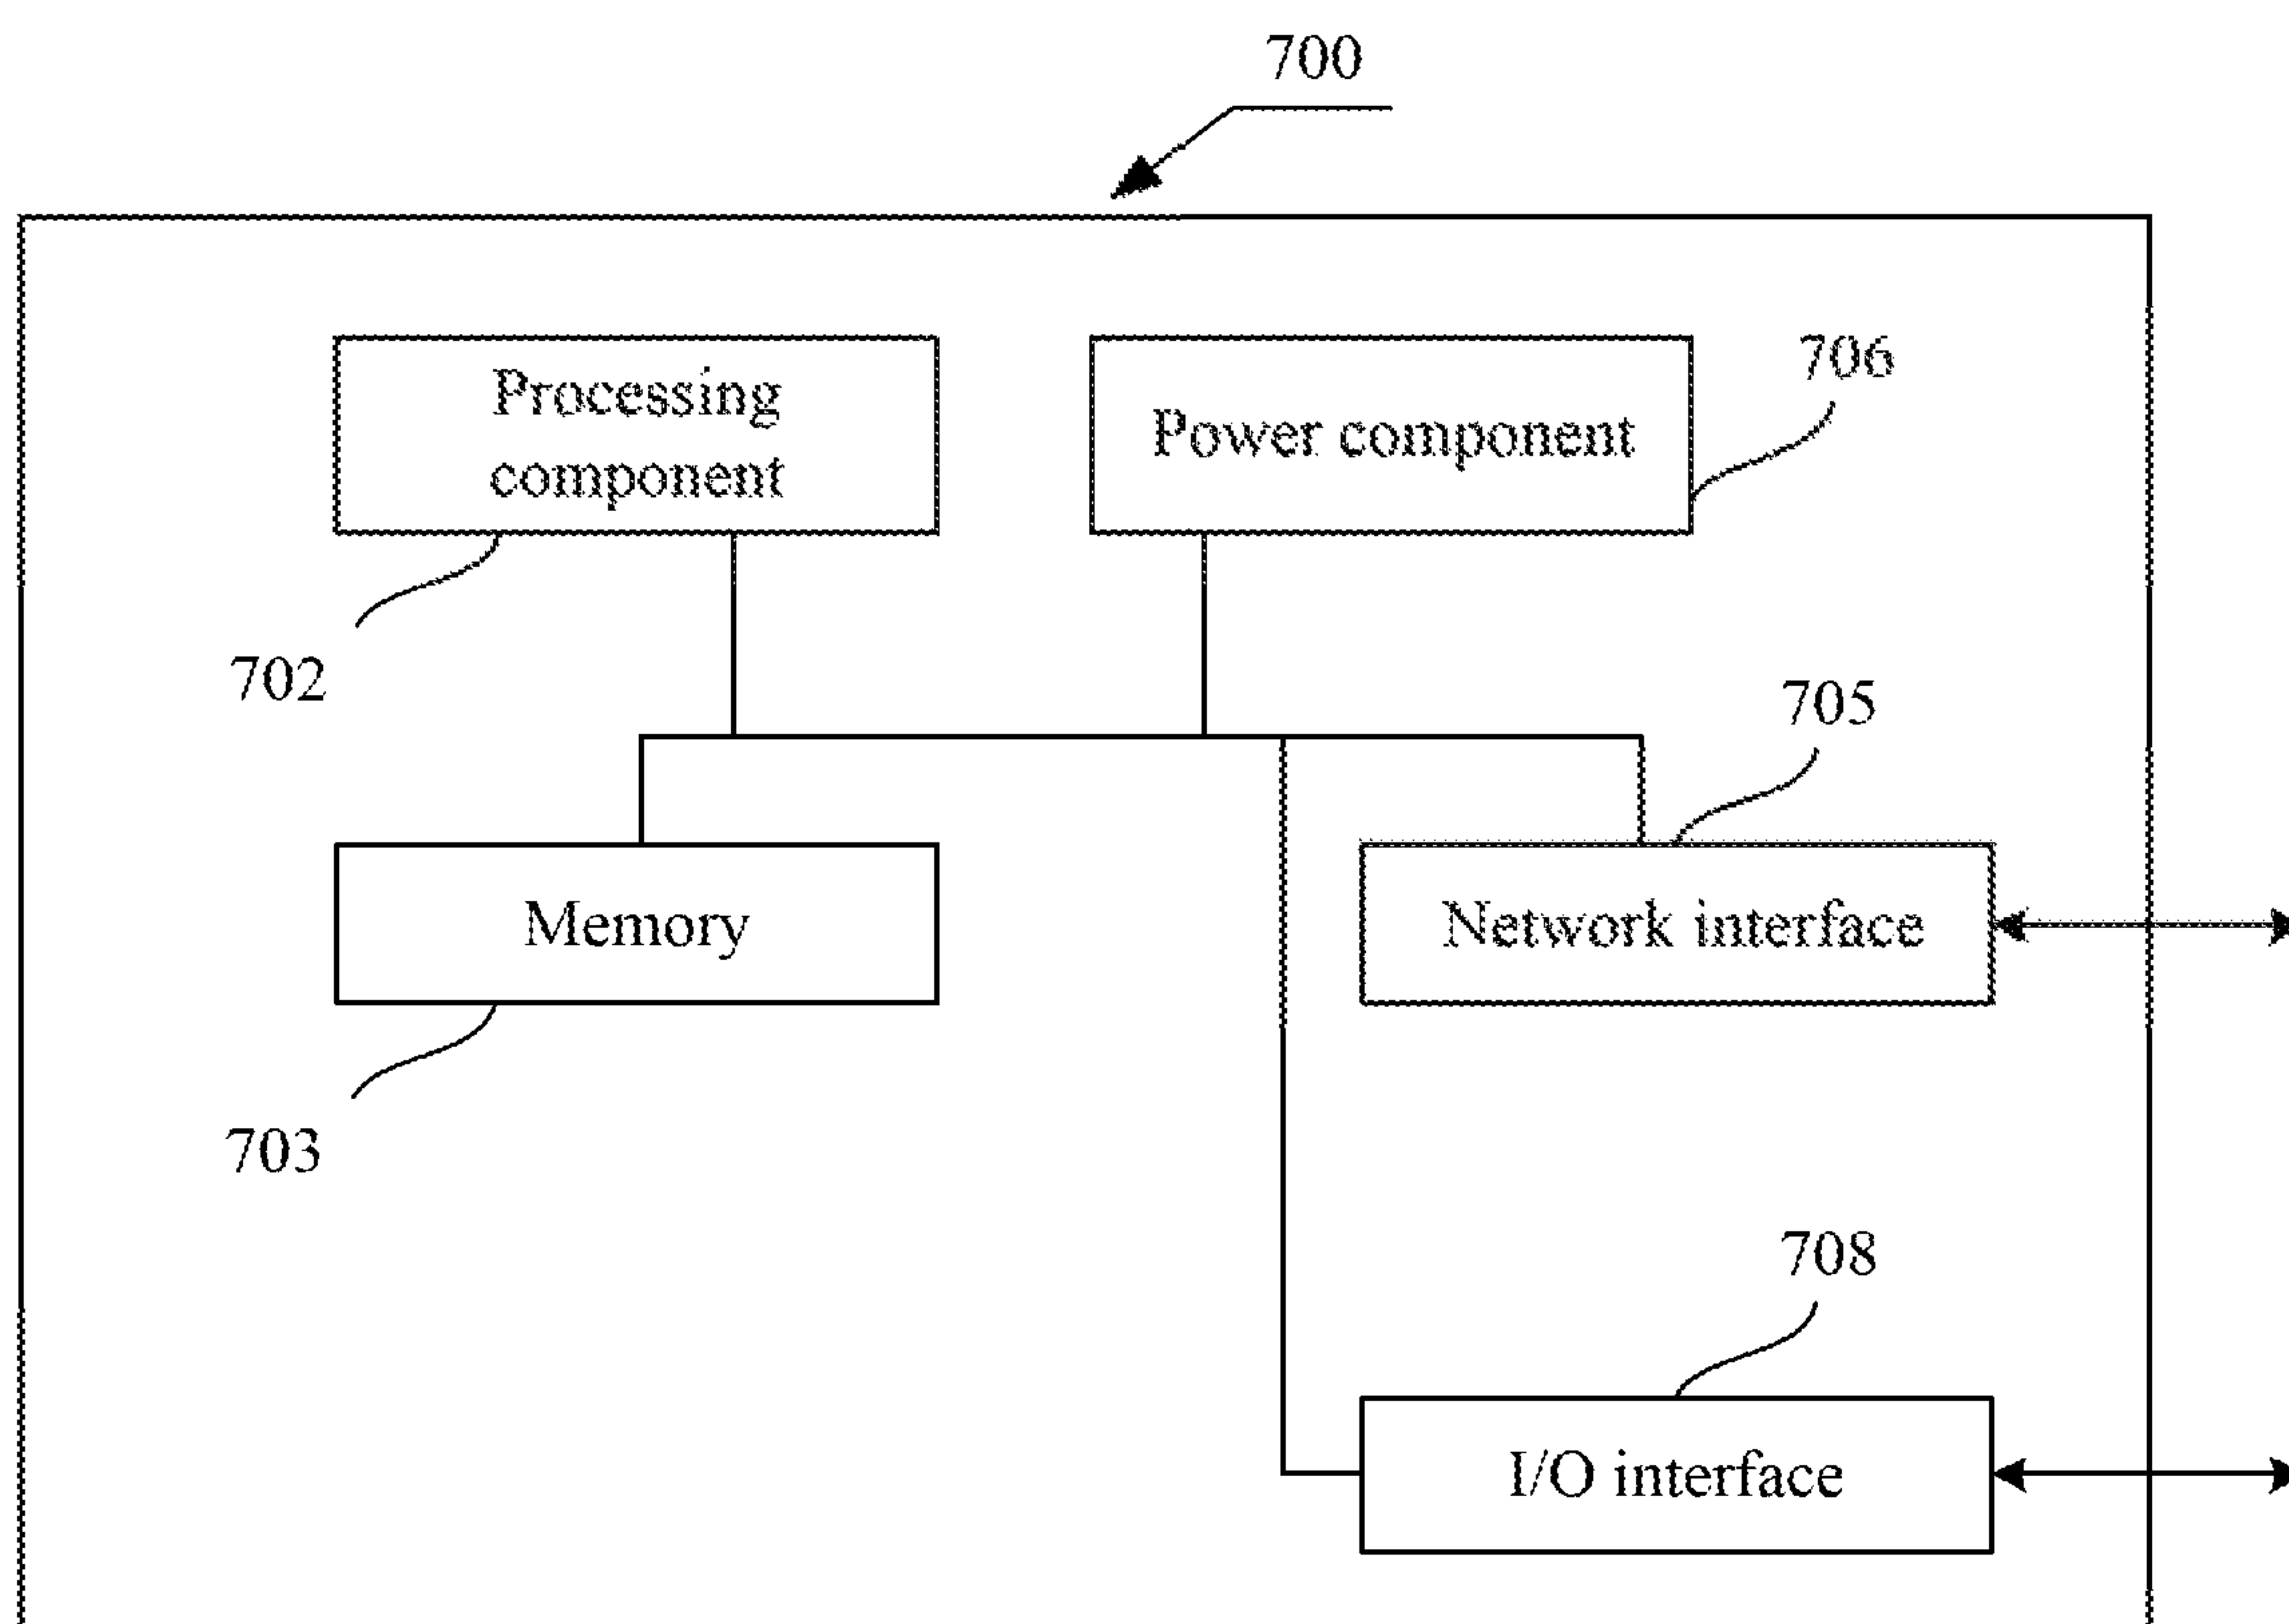 700
Processing
component
Power component
706
702
705
Memory
Network interface
703
708
I/O interface